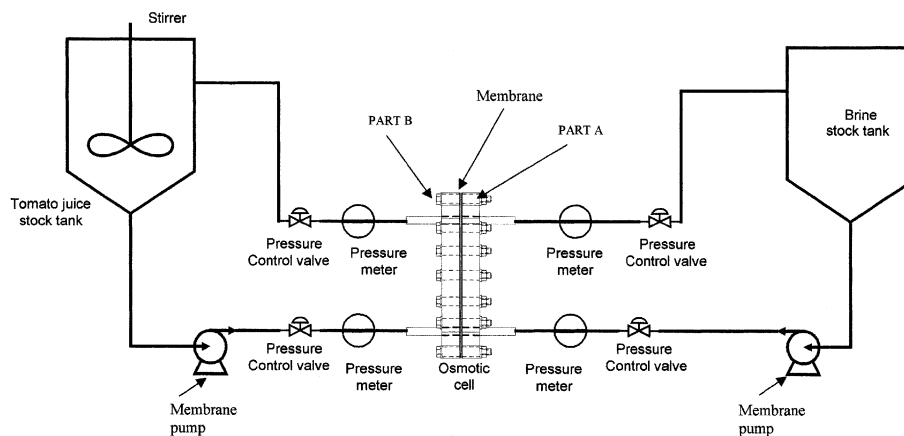 Stirrer
Membrane
PART B
PART A
Brine
stock tank
Tomato juice
stock tank
Pressure
Control valve
Pressure
meter
Pressure
meter
Pressure
Control valve
Pressure
Control valve
Pressure
meter
Osmotic
cell
Pressure
meter
Pressure
Control valve
Membrane
pump
Membrane
pump